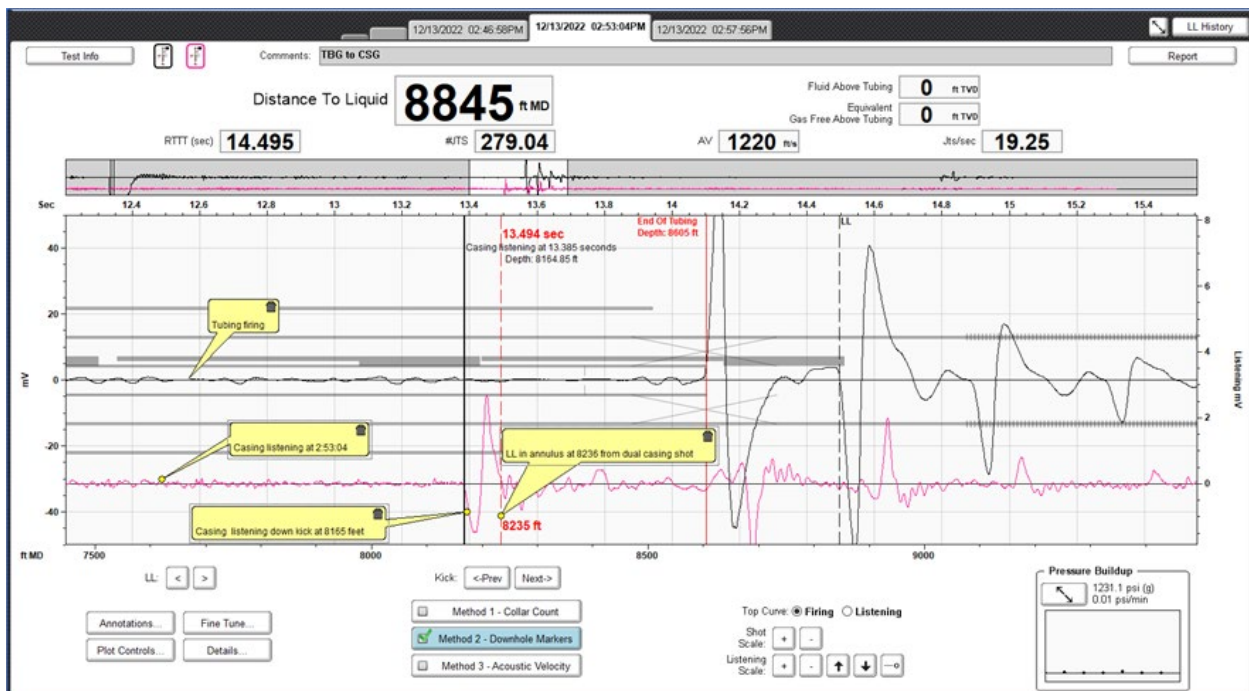 12/13/2022 02:46:58PM
12/13/2022 02:53:04PM
12/13/2022 02:57:56PM
LL History
Test Info
Comments: TBG to CSG
Report
Distance To Liquid 8845 ft MD
Fluid Above Tubing 0 ft TVD
Equivalent
Gas Free Above Tubing 0 ft TVD
RTTT (sec) 14.495
#JTS 279.04
AV 1220 ft/s
Jts/sec 19.25
Sec 12.4 12.6 12.8 13 13.2 13.4 13.6 13.8 14 14.2 14.4 14.6 14.8 15 15.2 15.4
13.494 sec
Casing listening at 13.385 seconds
Depth: 8164.85 ft
End Of Tubing
Depth: 8605 ft
LL
40
20
0
-20
-40
mV
8
6
4
2
0
Listening mV
Tubing firing
Casing listening at 2:53:04
LL in annulus at 8236 from dual casing shot
Casing listening down kick at 8165 feet
8235 ft
ft MD 7500 8000 8500 9000
LL: < >
Kick: <-Prev Next->
Annotations...
Fine Tune...
Plot Controls...
Details...
Method 1 - Collar Count
Method 2 - Downhole Markers
Method 3 - Acoustic Velocity
Top Curve: Firing Listening
Shot
Scale: + -
Listening
Scale: + -
Pressure Buildup
1231.1 psi (g)
0.01 psi/min